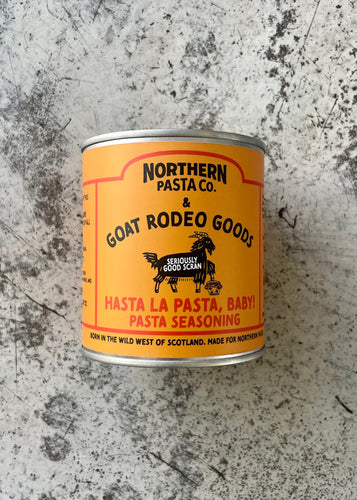 NORTHERN
PASTA CO.
&
GOAT RODEO GOODS
SERIOUSLY
GOOD SCRAN
HASTA LA PASTA, BABY!
PASTA SEASONING
BORN IN THE WILD WEST OF SCOTLAND. MADE FOR NORTHERN